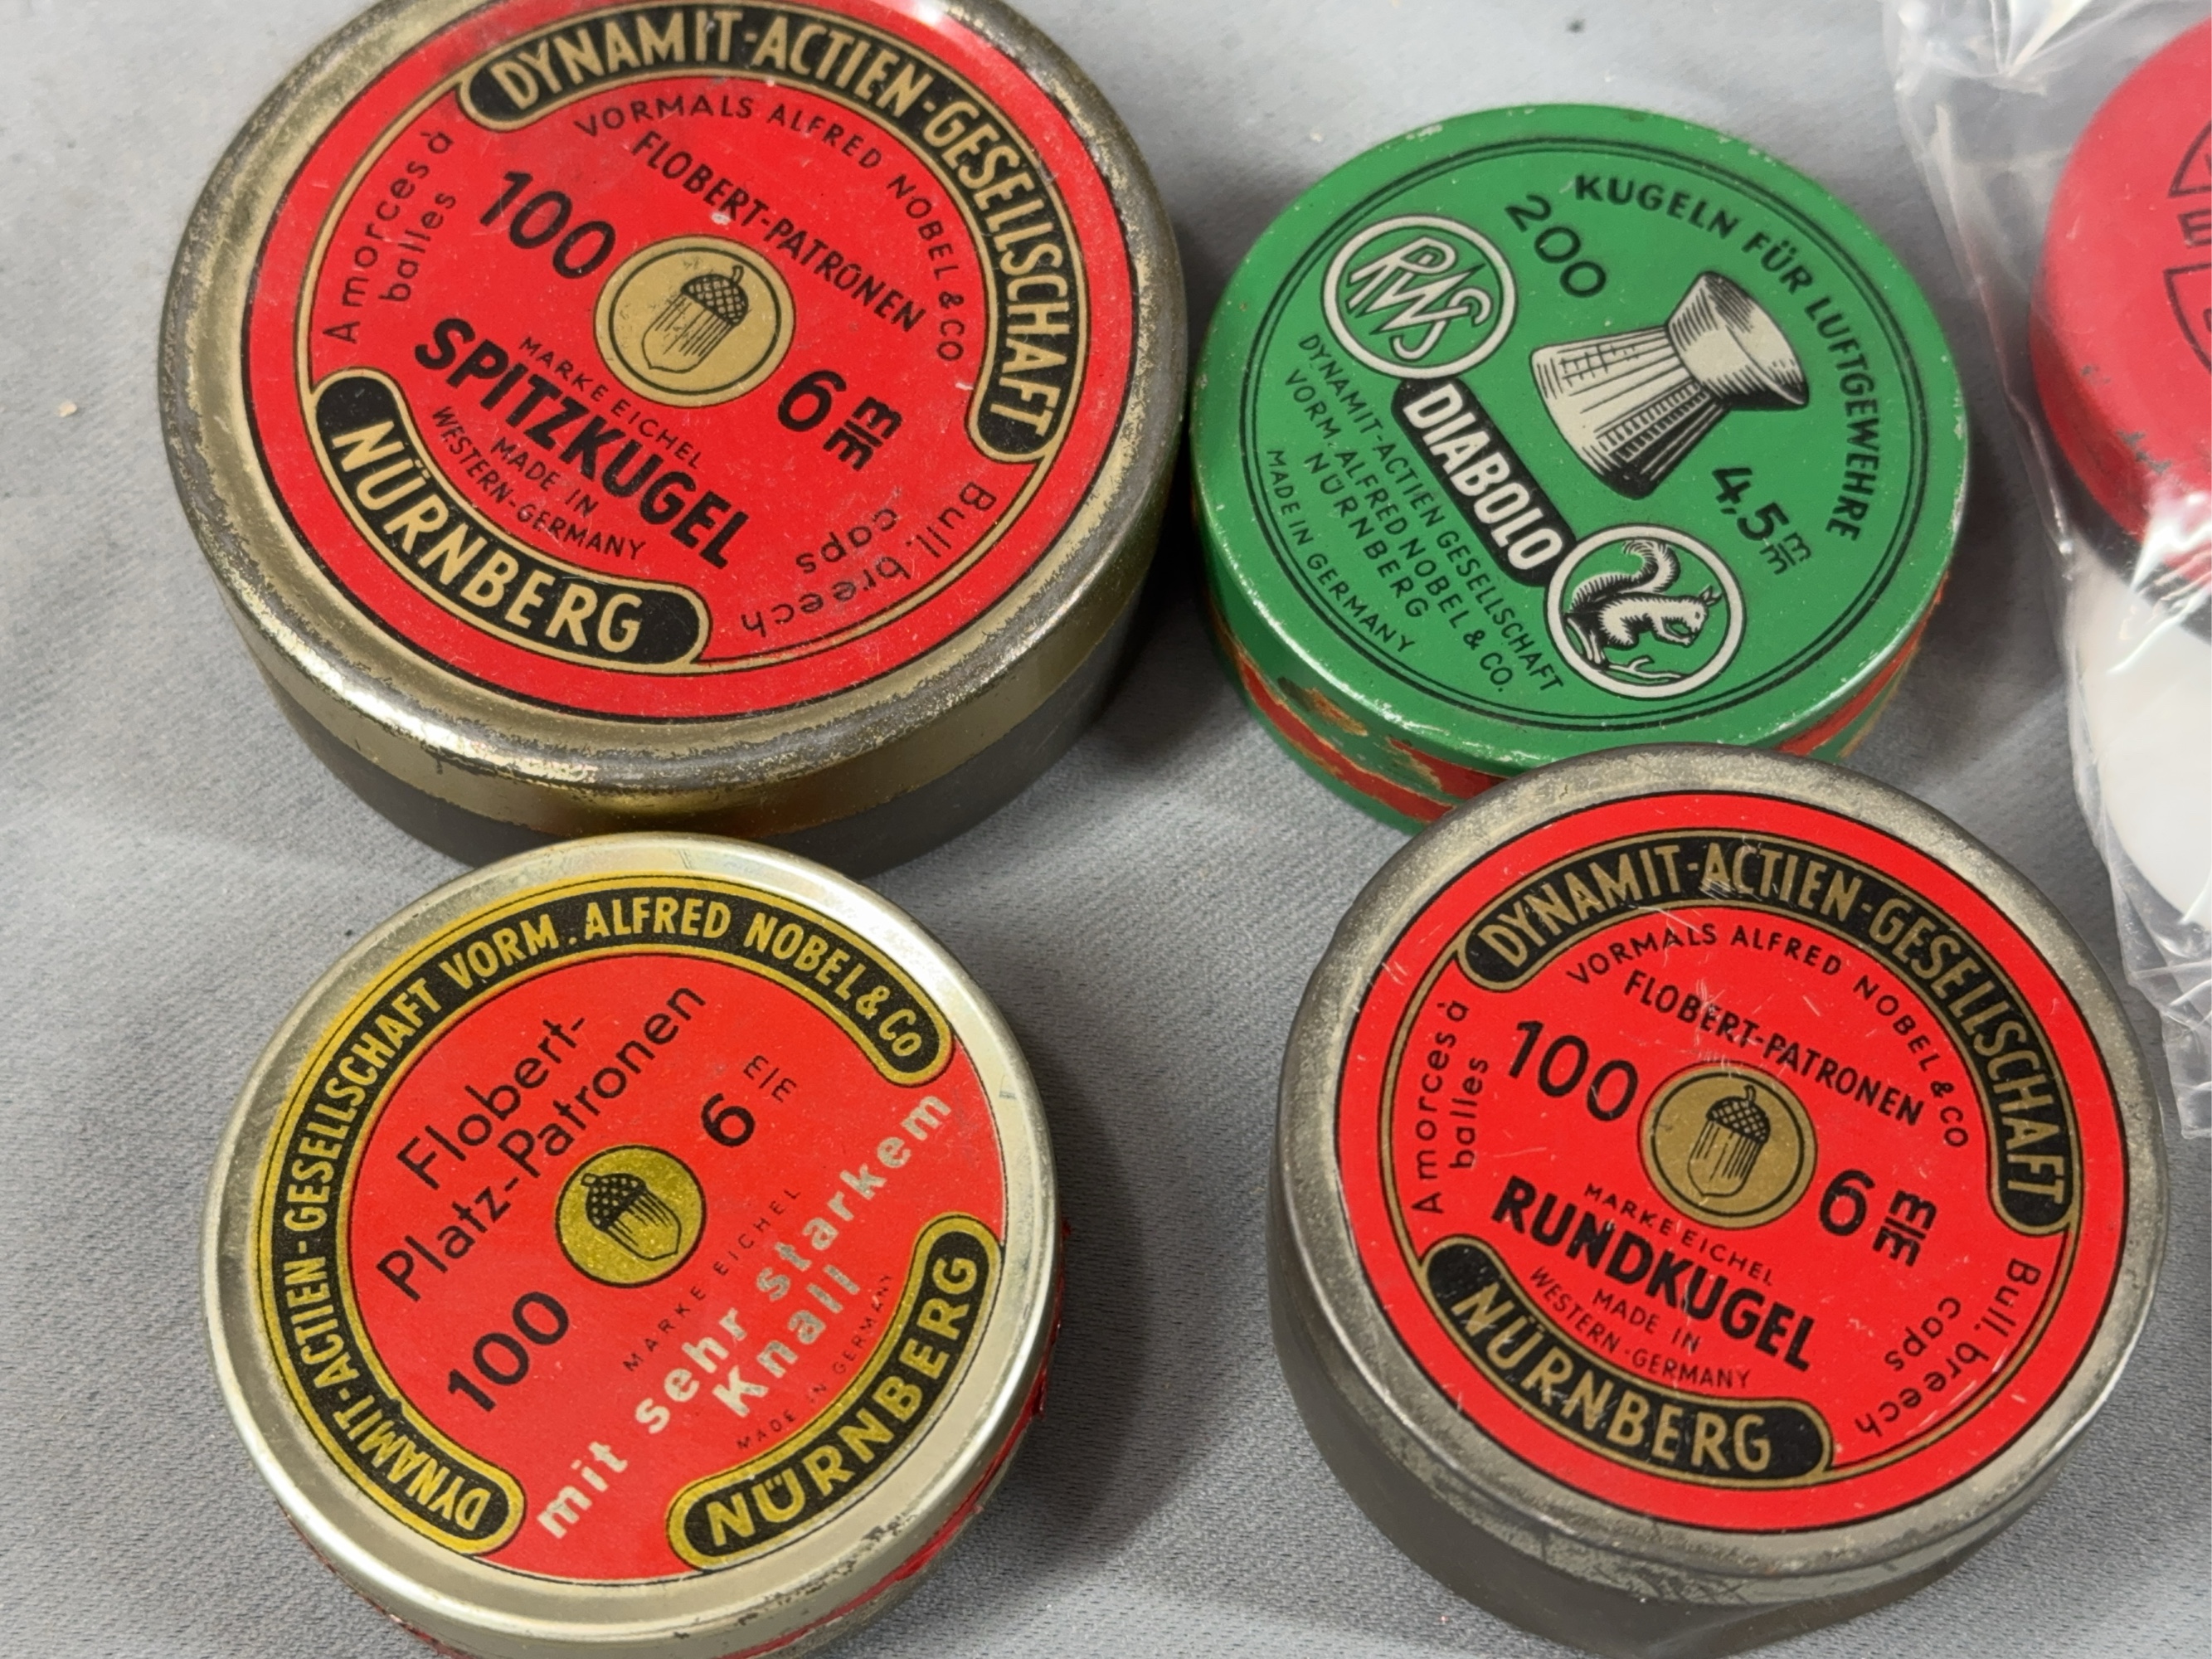 DYNAMIT-ACTIEN-GESELLSCHAFT
VORMALS ALFRED NOBEL & CO
FLOBERT-PATRONEN
Amorces à
balles
100
6 m/m
MARKE EICHEL
SPITZKUGEL
MADE IN
WESTERN-GERMANY
NÜRNBERG
Bull. breech
caps
KUGELN FÜR LUFTGEWEHRE
200
RWS
DIABOLO
4,5 m/m
DYNAMIT-ACTIEN GESELLSCHAFT
VORM. ALFRED NOBEL & CO.
NÜRNBERG
MADE IN GERMANY
DYNAMIT-ACTIEN-GESELLSCHAFT VORM. ALFRED NOBEL & Co
Flobert-
Platz-Patronen
100
6 m/m
MARKE EICHEL
mit sehr starkem
Knall
MADE IN GERMANY
NÜRNBERG
DYNAMIT-ACTIEN-GESELLSCHAFT
VORMALS ALFRED NOBEL & CO
FLOBERT-PATRONEN
Amorces à
balles
100
6 m/m
MARKE EICHEL
RUNDKUGEL
MADE IN
WESTERN-GERMANY
NÜRNBERG
Bull. breech
caps